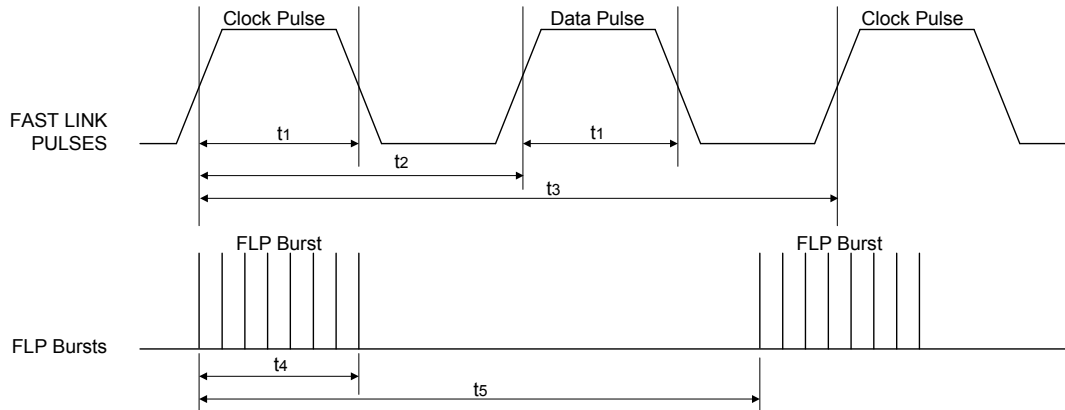 Clock Pulse Data Pulse Clock Pulse
FAST LINK
PULSES
t1 t1
t2
t3
FLP Burst FLP Burst
FLP Bursts
t4
t5